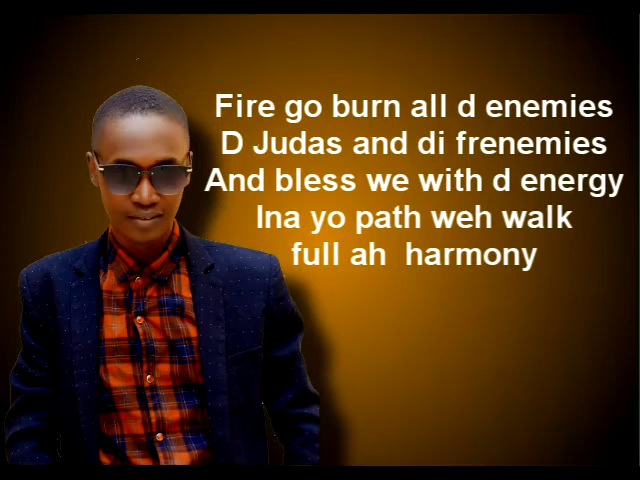 Fire go burn all d enemies
D Judas and di frenemies
And bless we with d energy
Ina yo path weh walk
full ah harmony